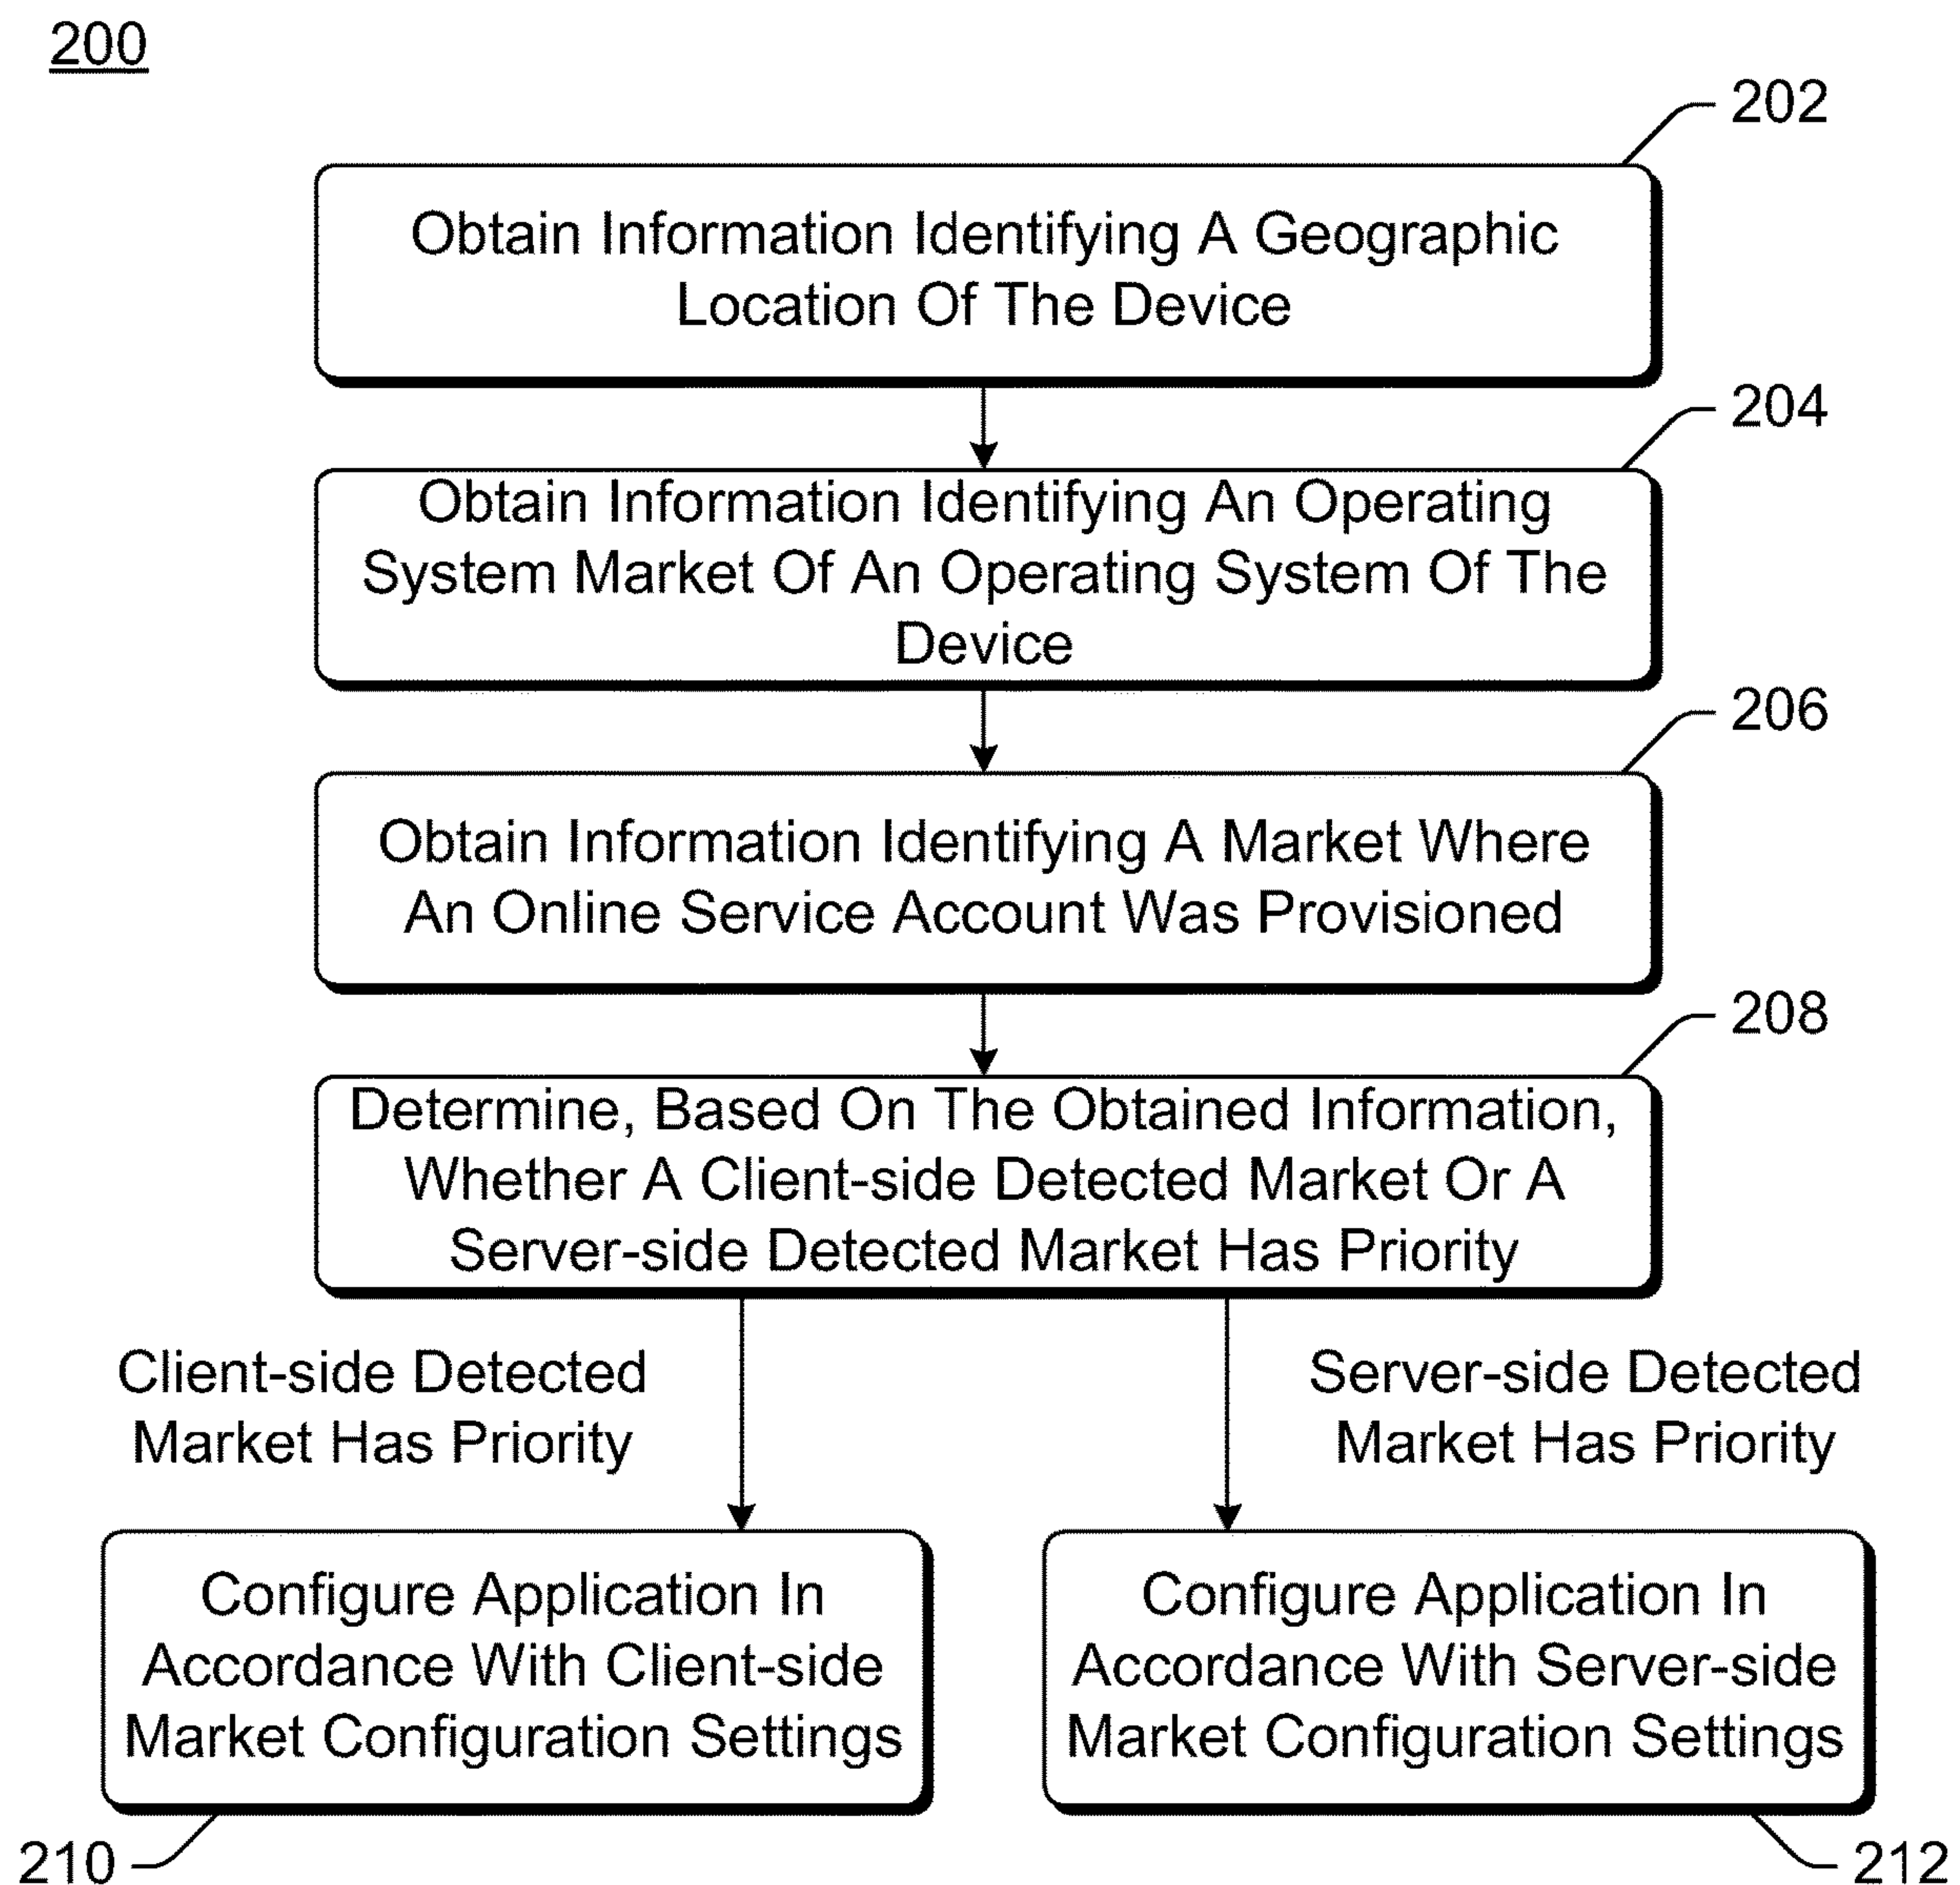 200
202
Obtain Information Identifying A Geographic
Location Of The Device
204
Obtain Information Identifying An Operating
System Market Of An Operating System Of The
Device
206
Obtain Information Identifying A Market Where
An Online Service Account Was Provisioned
208
Determine, Based On The Obtained Information,
Whether A Client-side Detected Market Or A
Server-side Detected Market Has Priority
Client-side Detected
Market Has Priority
Server-side Detected
Market Has Priority
Configure Application In
Accordance With Client-side
Market Configuration Settings
210
Configure Application In
Accordance With Server-side
Market Configuration Settings
212